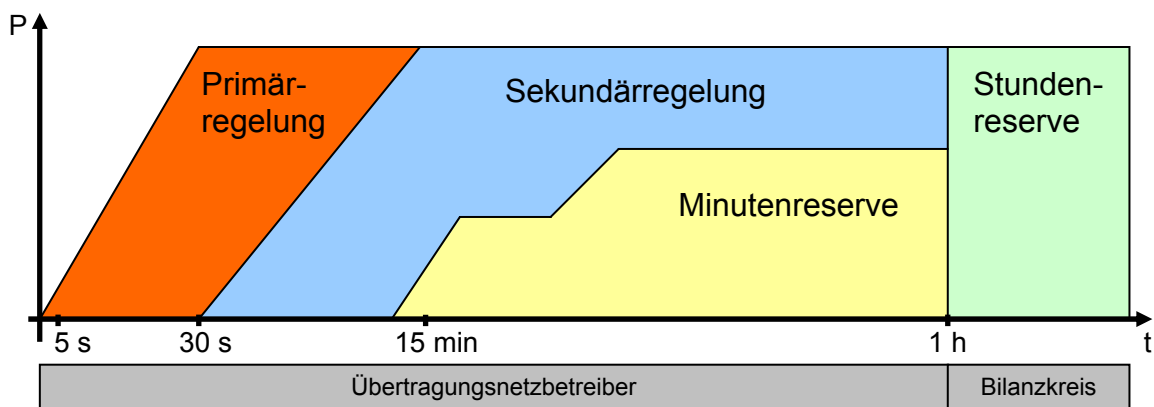 P
Primär-
regelung
Sekundärregelung
Stunden-
reserve
Minutenreserve
5 s
30 s
15 min
1 h
t
Übertragungsnetzbetreiber
Bilanzkreis